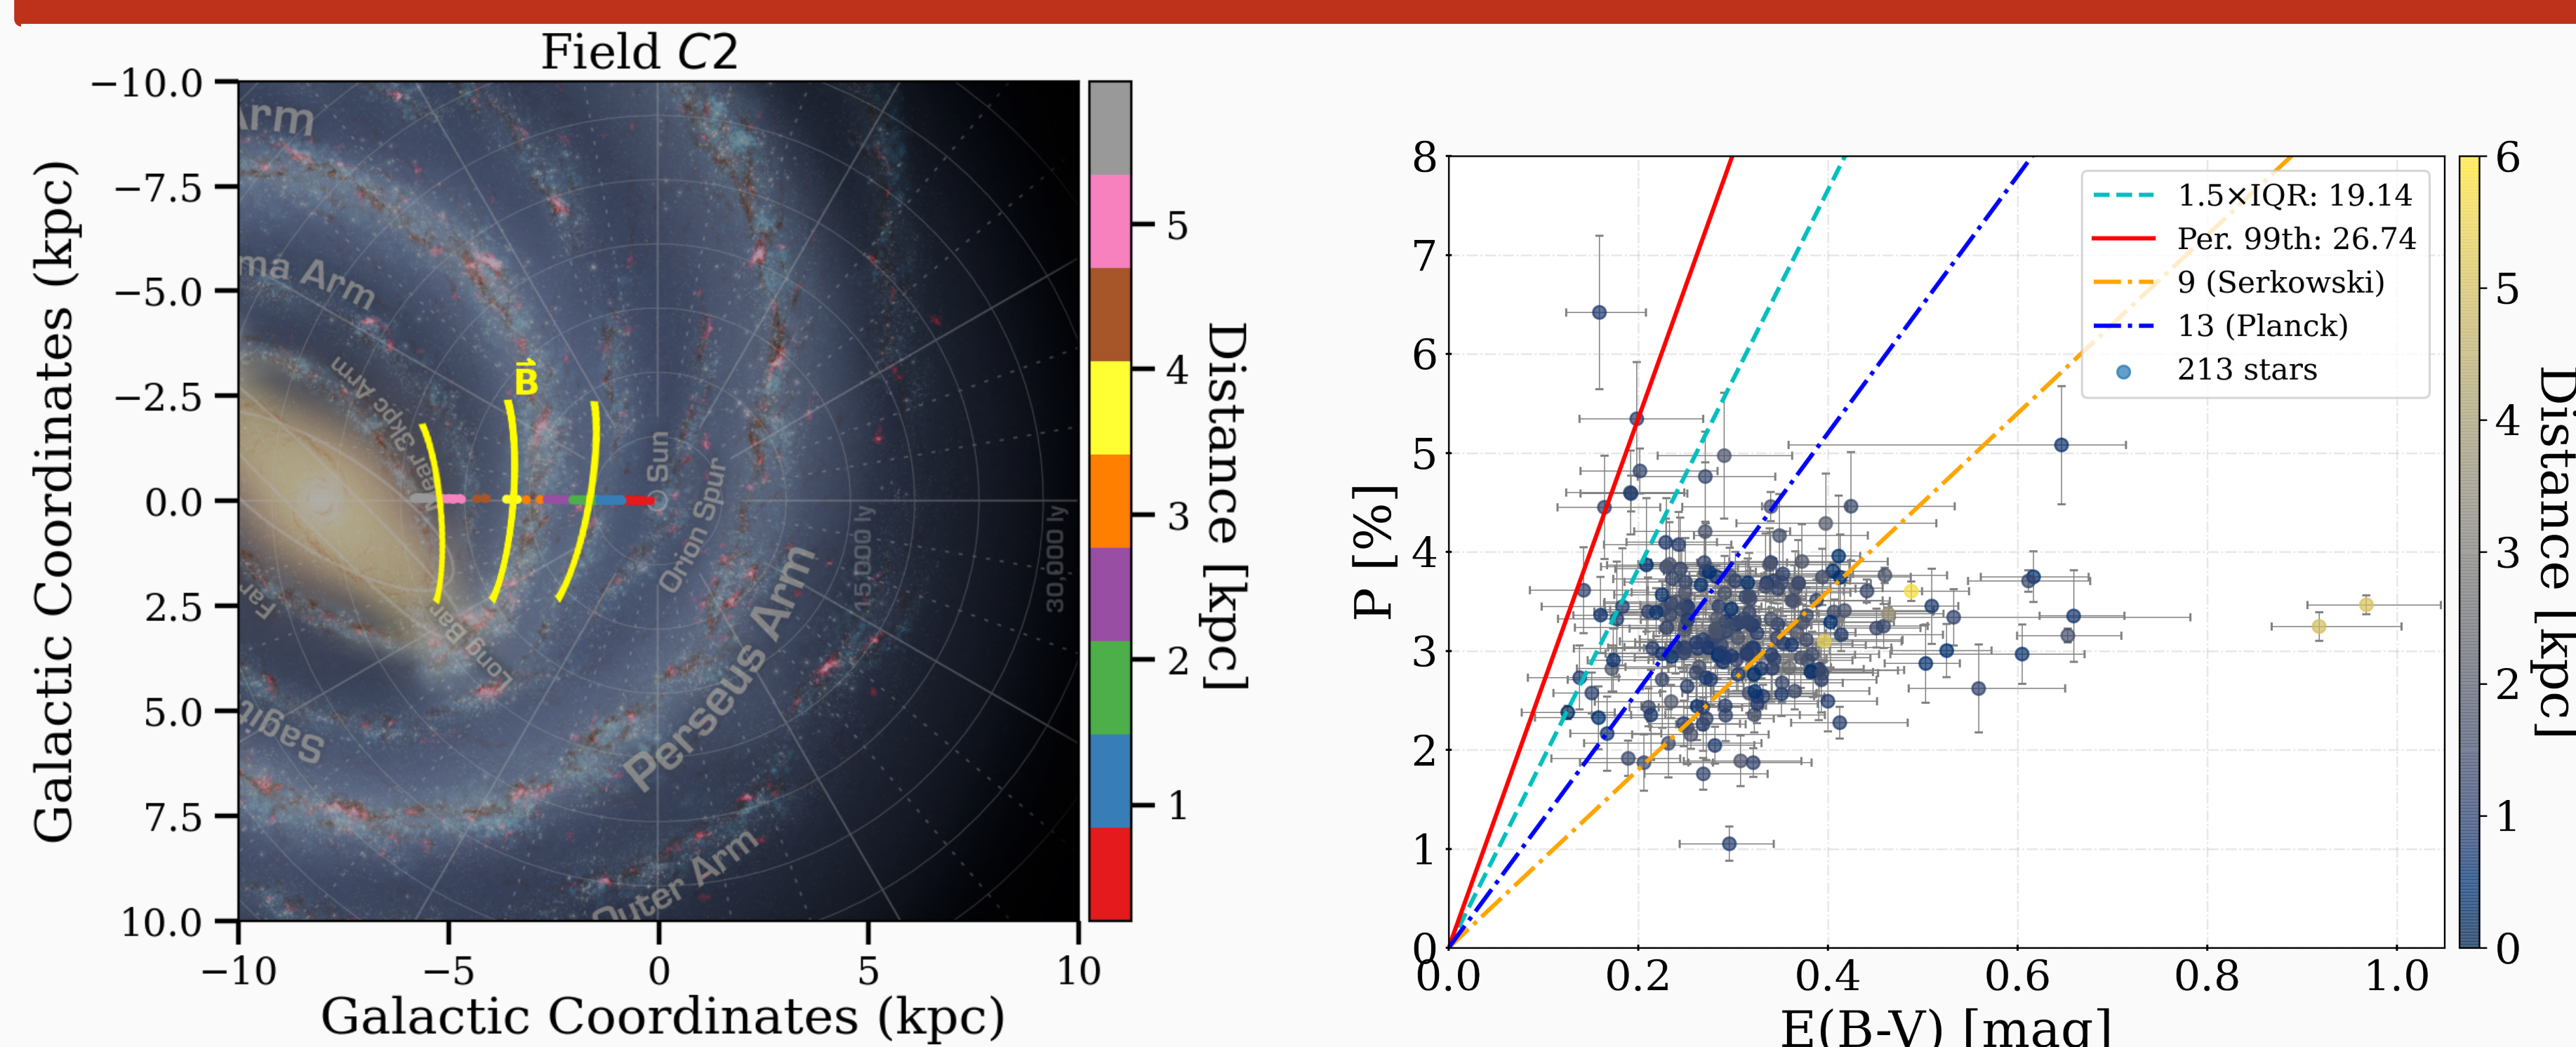 Field C2
−10.0
−7.5
−5.0
−2.5
0.0
2.5
5.0
7.5
10.0
Galactic Coordinates (kpc)
−10
−5
0
5
10
Galactic Coordinates (kpc)
Arm
ma Arm
Near 3kpc Arm
B
Sun
Orion Spur
15,000 ly
30,000 ly
Long Bar
Far
Sagit
Perseus Arm
Outer Arm
5
4
3
2
1
Distance [kpc]
8
7
6
5
4
3
2
1
0
P [%]
0.0
0.2
0.4
0.6
0.8
1.0
E(B-V) [mag]
1.5×IQR: 19.14
Per. 99th: 26.74
9 (Serkowski)
13 (Planck)
213 stars
6
5
4
3
2
1
0
Distance [kpc]